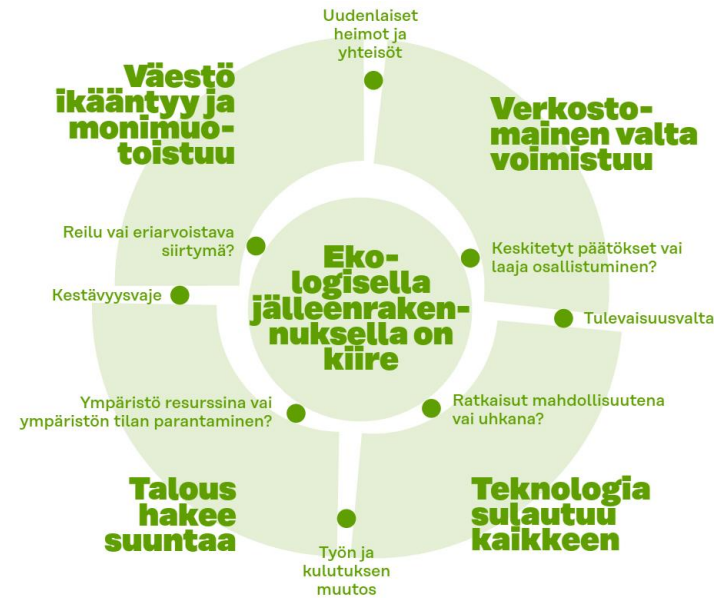 Uudenlaiset
heimot ja
yhteisöt
Väestö
ikääntyy ja
monimuo-
toistuu
Verkosto-
mainen valta
voimistuu
Reilu vai eriarvoistava
siirtymä?
Keskitetyt päätökset vai
laaja osallistuminen?
Eko-
logisella
jälleenraken-
nuksella on
kiire
Kestävyysvaje
Tulevaisuusvalta
Ympäristö resurssina vai
ympäristön tilan parantaminen?
Ratkaisut mahdollisuutena
vai uhkana?
Talous
hakee
suuntaa
Teknologia
sulautuu
kaikkeen
Työn ja
kulutuksen
muutos